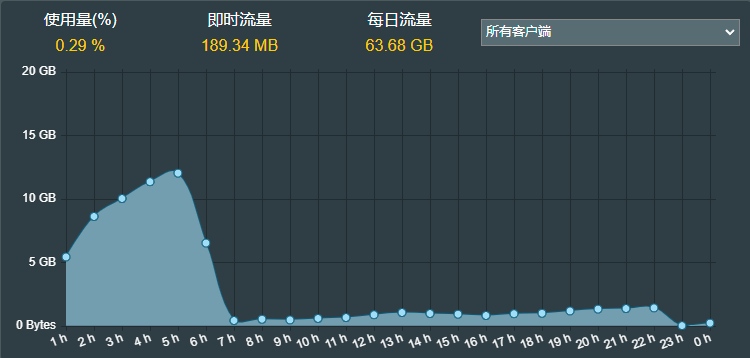 使用量(%) 即时流量 每日流量
0.29 % 189.34 MB 63.68 GB
所有客户端
20 GB
15 GB
10 GB
5 GB
0 Bytes
1 h 2 h 3 h 4 h 5 h 6 h 7 h 8 h 9 h 10 h 11 h 12 h 13 h 14 h 15 h 16 h 17 h 18 h 19 h 20 h 21 h 22 h 23 h 0 h